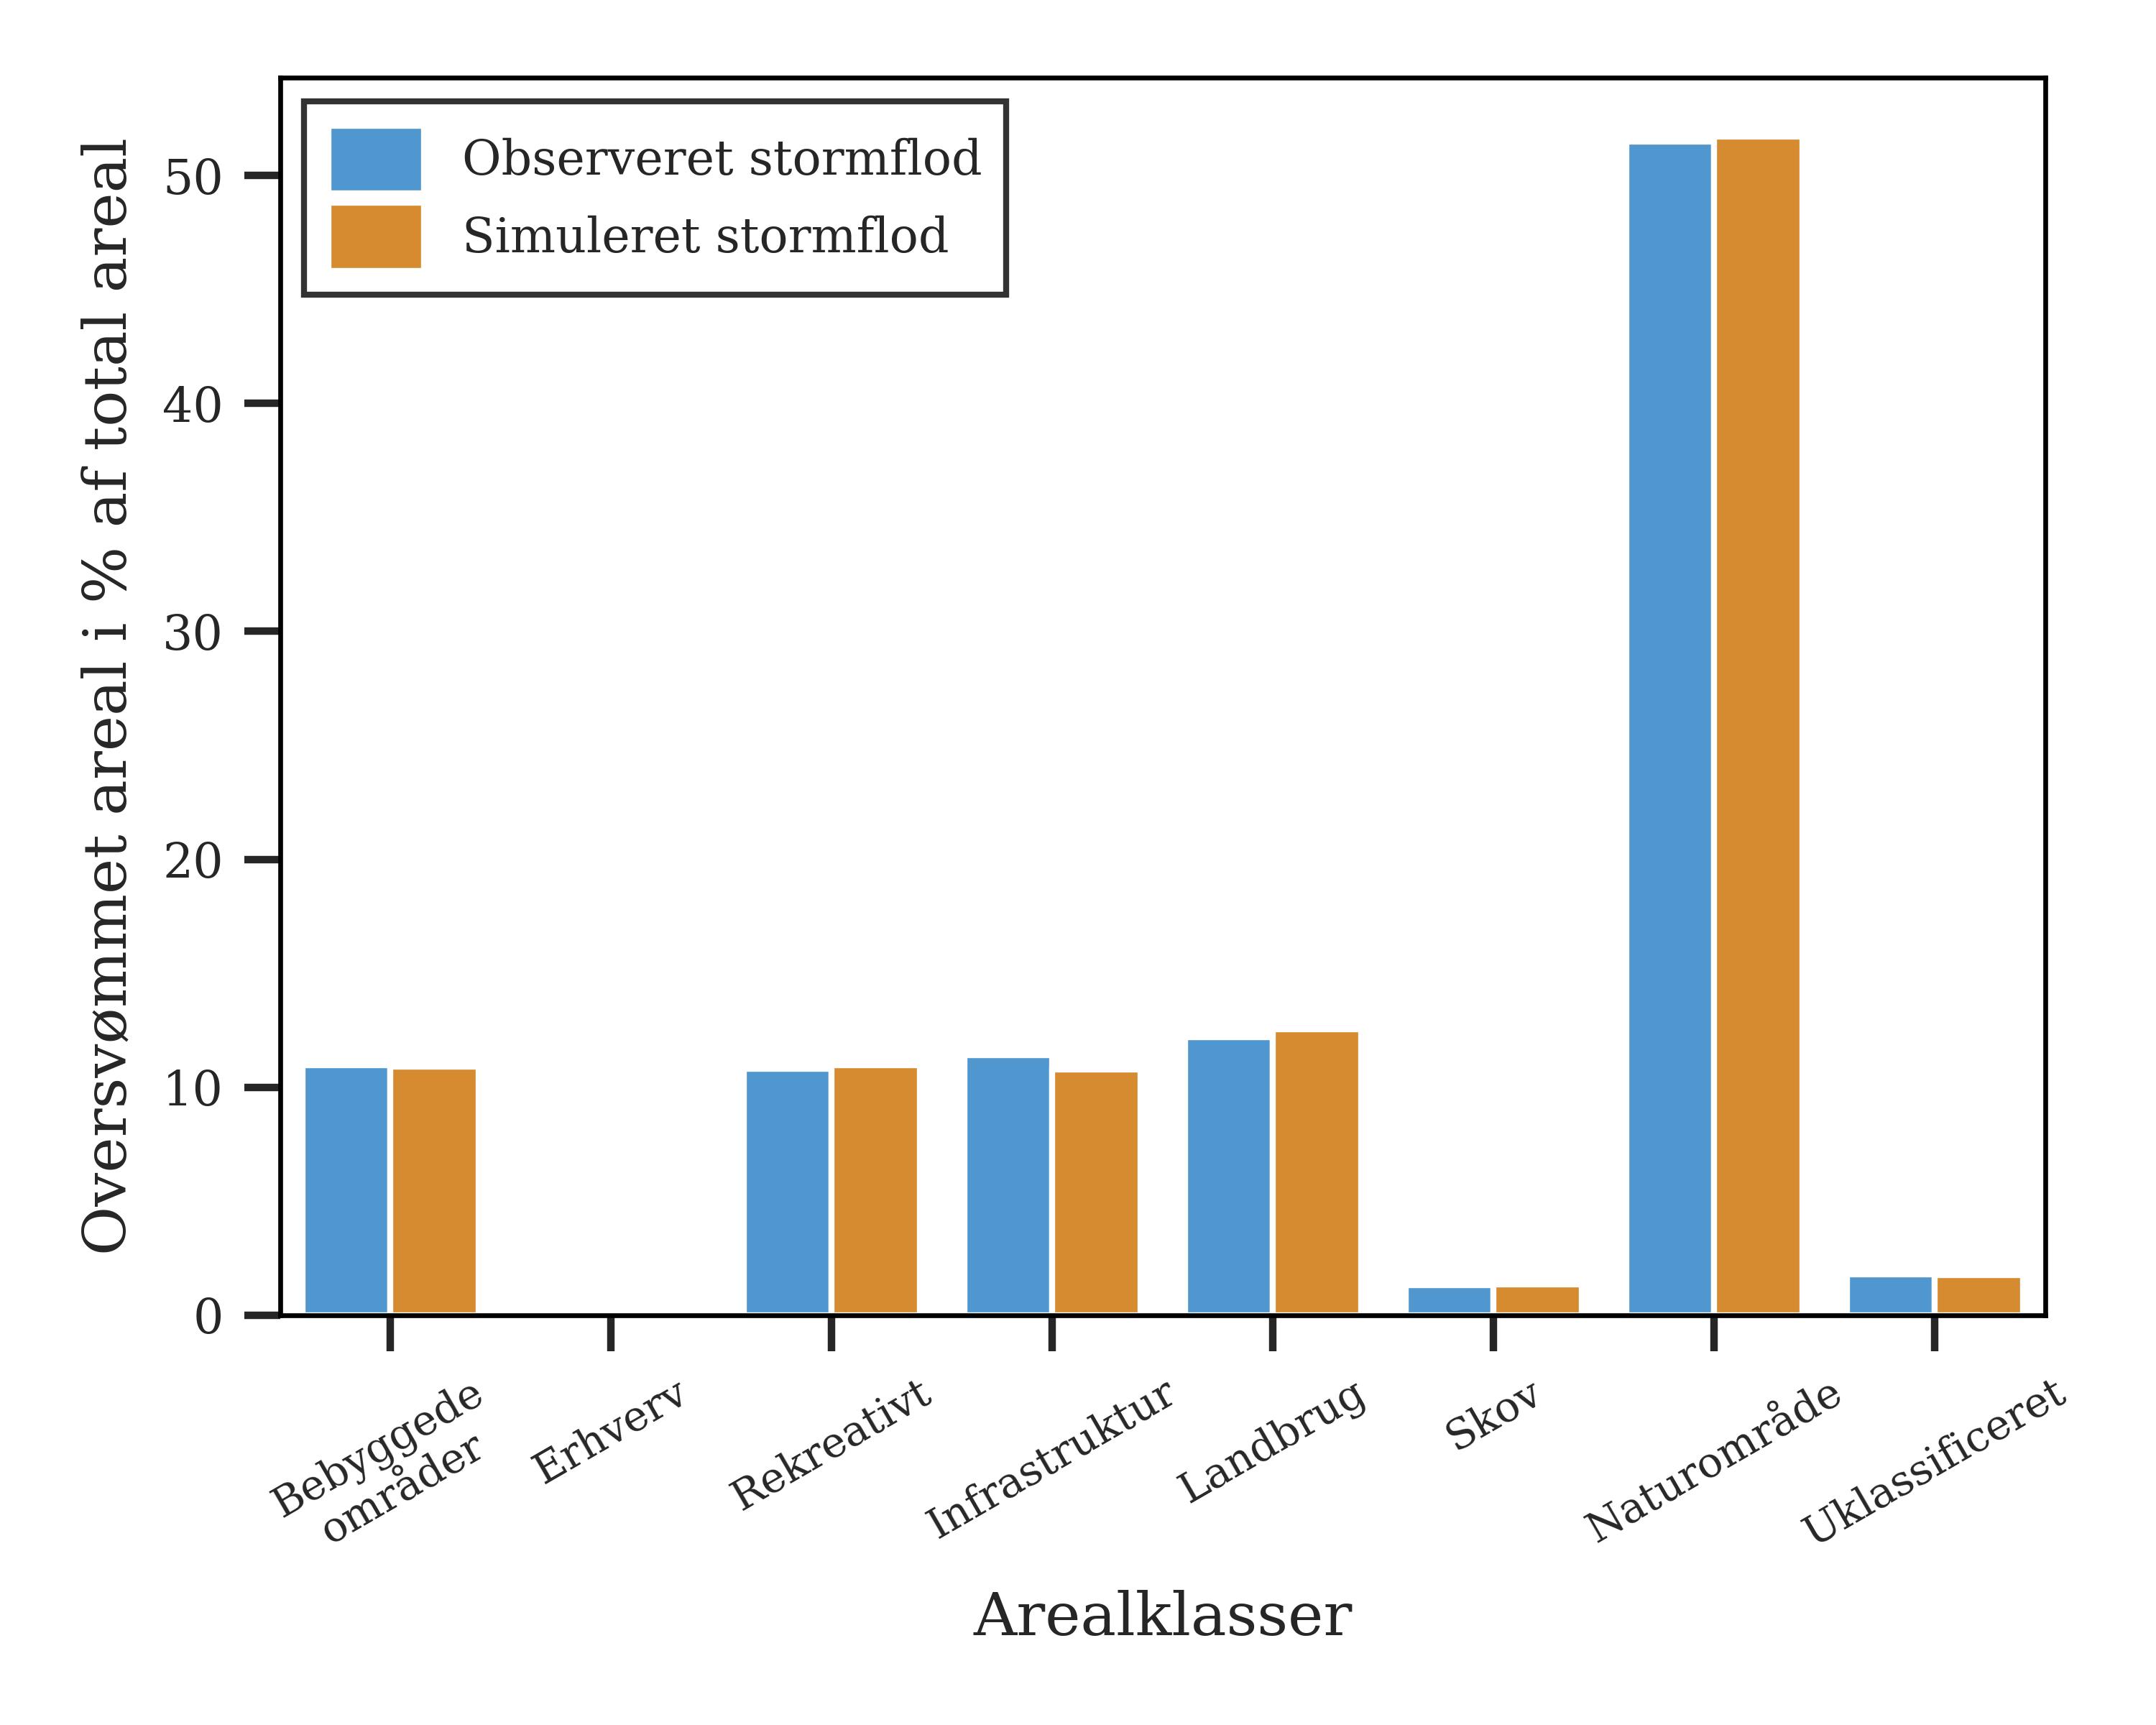 Observeret stormflod
Simuleret stormflod
Oversvømmet areal i % af total areal
50
40
30
20
10
0
Bebyggede
områder
Erhverv
Rekreativt
Infrastruktur
Landbrug
Skov
Naturområde
Uklassificeret
Arealklasser